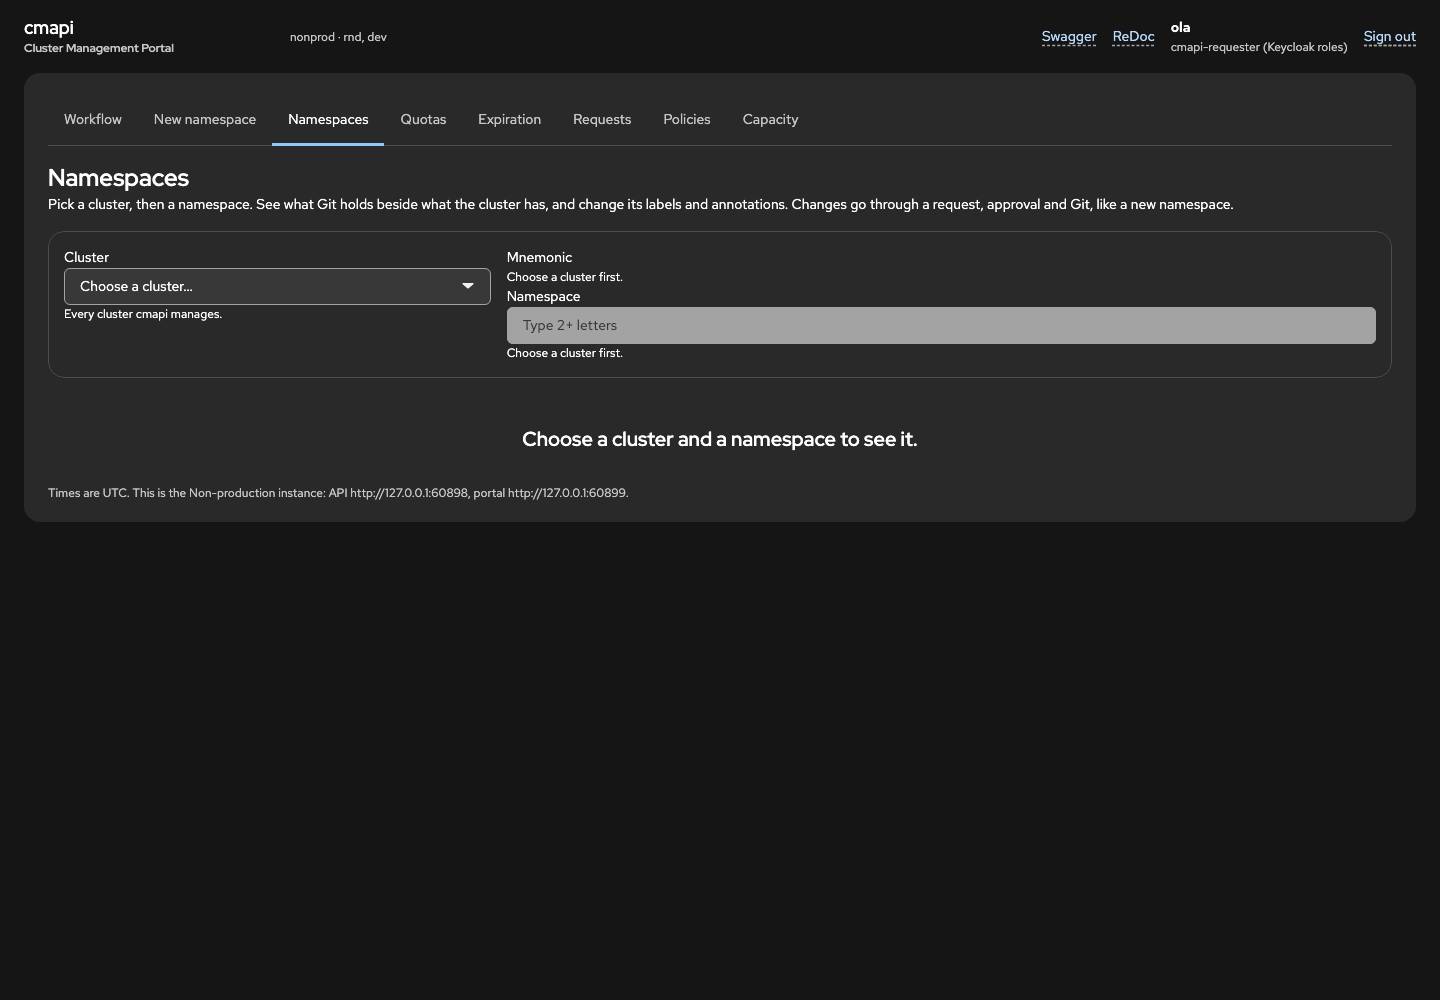 cmapi
Cluster Management Portal
nonprod · rnd, dev
Swagger
ReDoc
ola
cmapi-requester (Keycloak roles)
Sign out
Workflow
New namespace
Namespaces
Quotas
Expiration
Requests
Policies
Capacity
Namespaces
Pick a cluster, then a namespace. See what Git holds beside what the cluster has, and change its labels and annotations. Changes go through a request, approval and Git, like a new namespace.
Cluster
Choose a cluster...
Every cluster cmapi manages.
Mnemonic
Choose a cluster first.
Namespace
Type 2+ letters
Choose a cluster first.
Choose a cluster and a namespace to see it.
Times are UTC. This is the Non-production instance: API http://127.0.0.1:60898, portal http://127.0.0.1:60899.